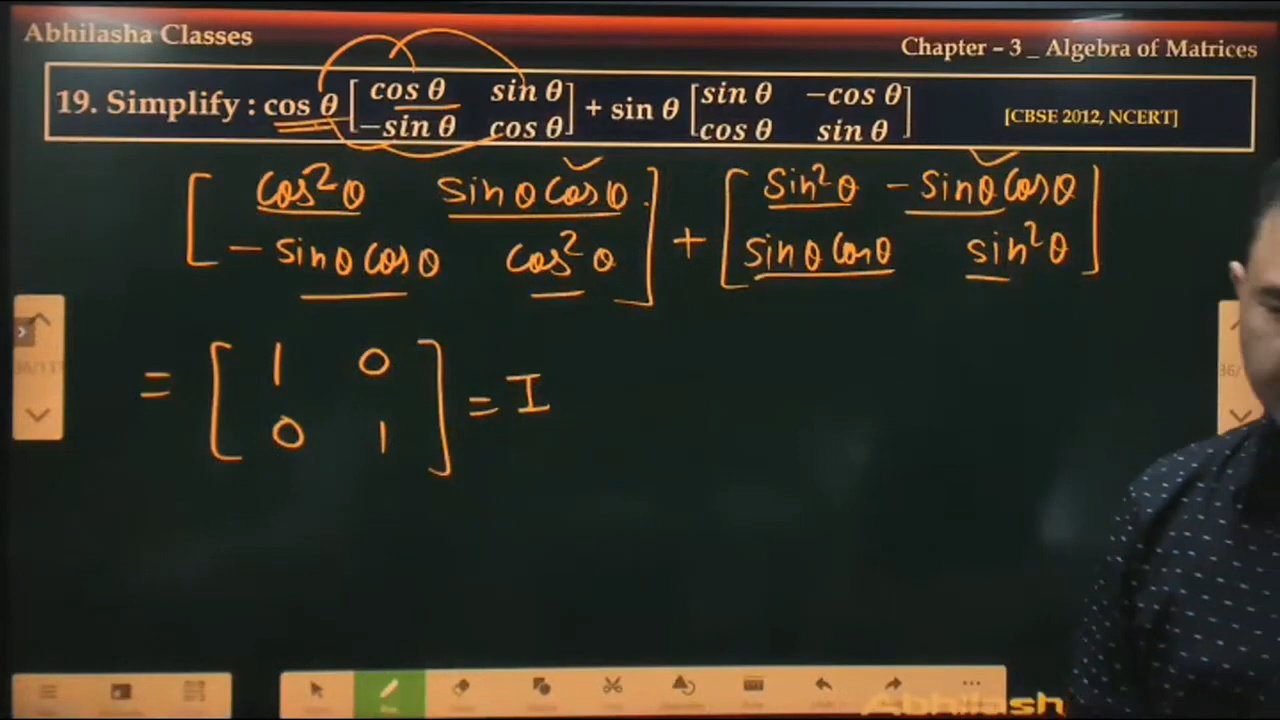 Abhilasha Classes
Chapter – 3 _ Algebra of Matrices
19. Simplify : cos θ [cos θ sin θ
−sin θ cos θ] + sin θ [sin θ −cos θ
cos θ sin θ] [CBSE 2012, NCERT]
[cos²θ sinθ cosθ] + [sin²θ − sinθ cosθ]
[− sinθ cosθ cos²θ] [sinθ cosθ sin²θ]
= [1 0
0 1] = I
Abhilash